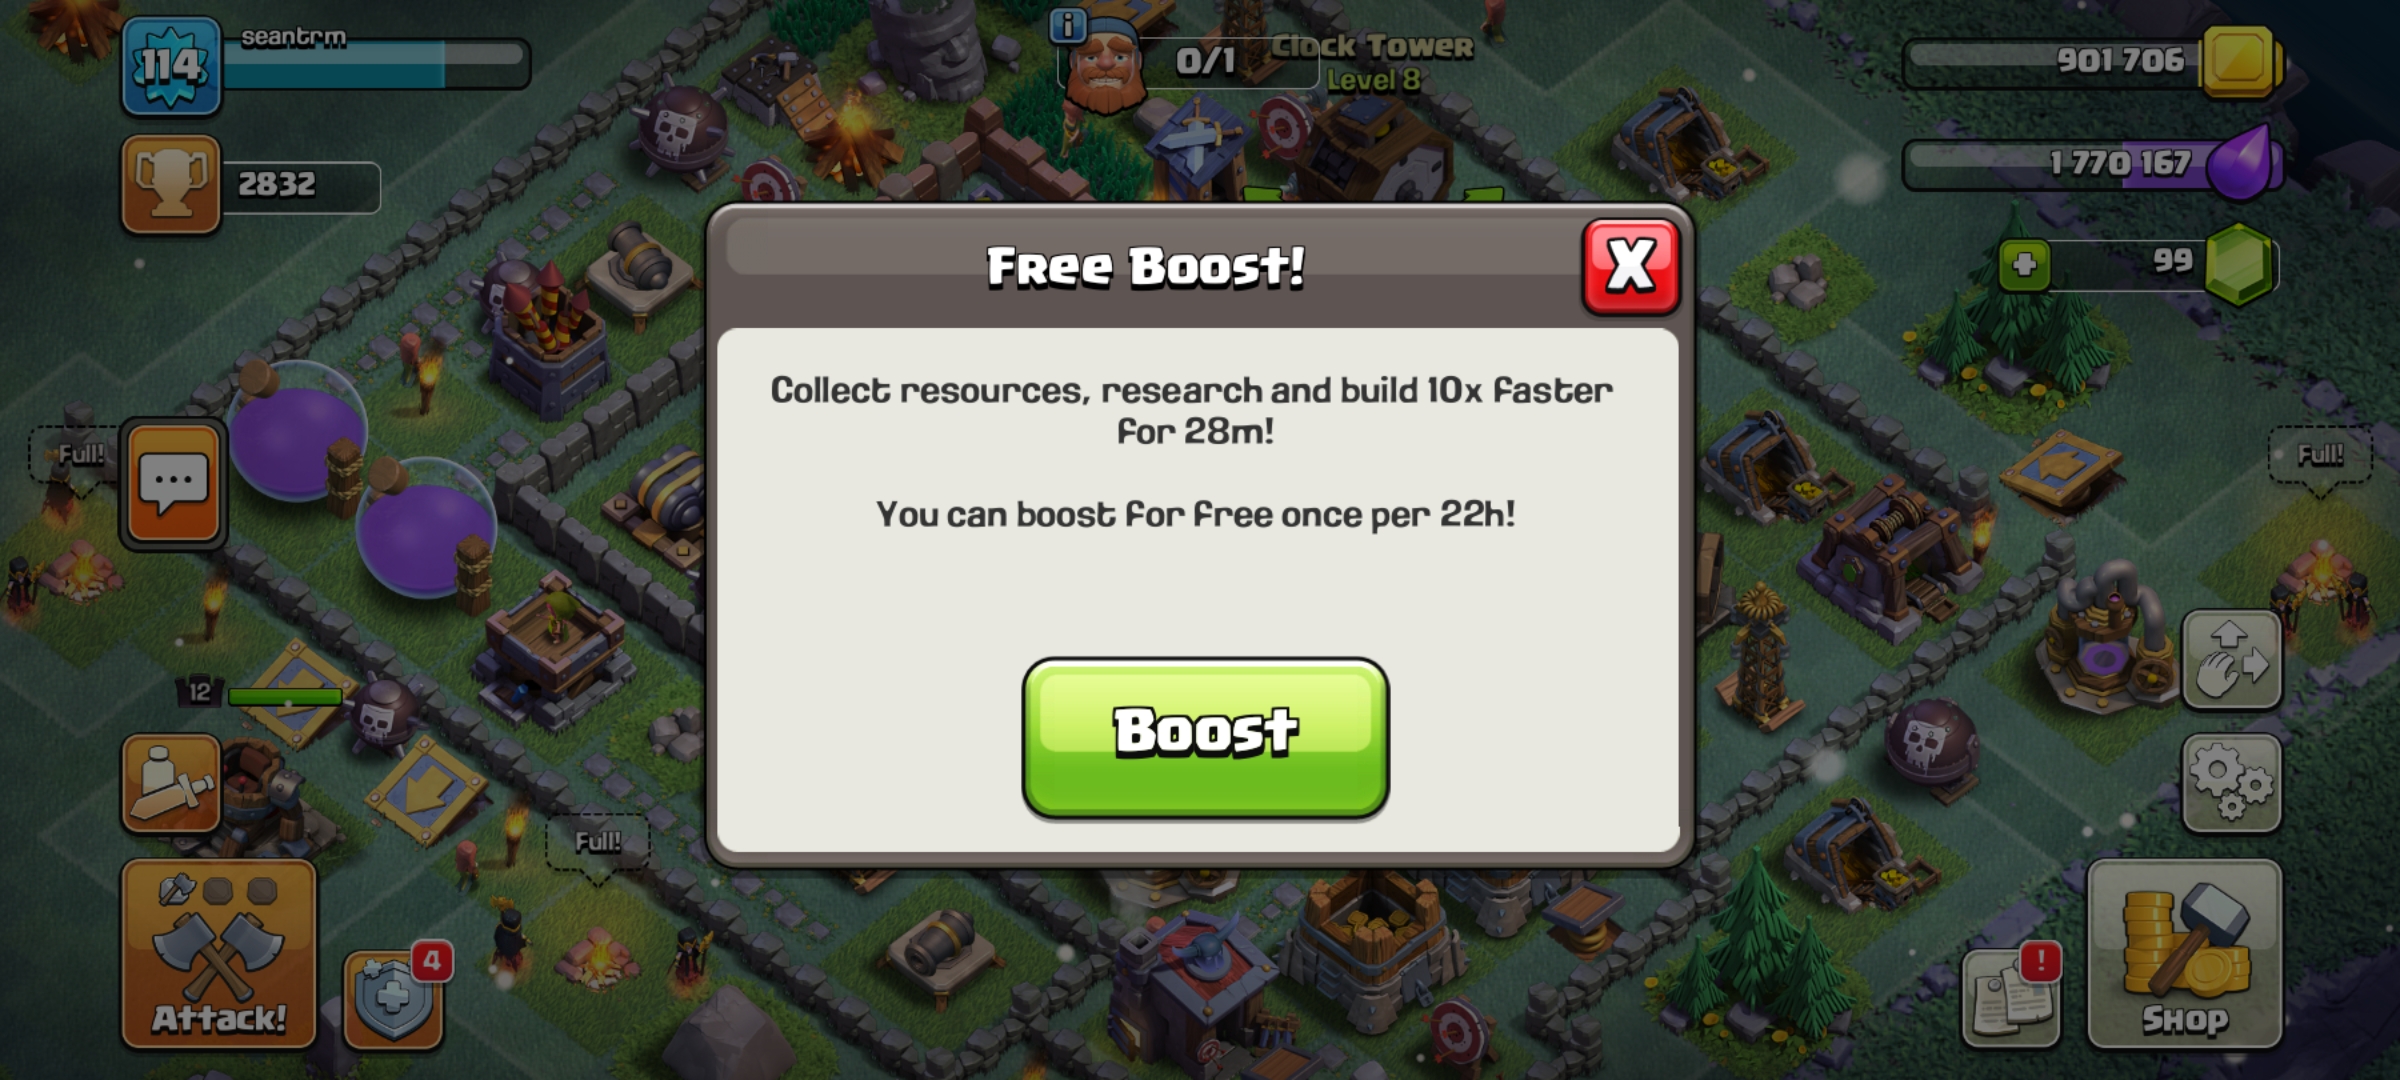 114
seantrm
i
0/1
Clock Tower
Level 8
901 706
2832
1 770 167
99
Free Boost!
X
Collect resources, research and build 10x faster
for 28m!
You can boost for free once per 22h!
Boost
Full!
Full!
12
Full!
4
Attack!
!
Shop